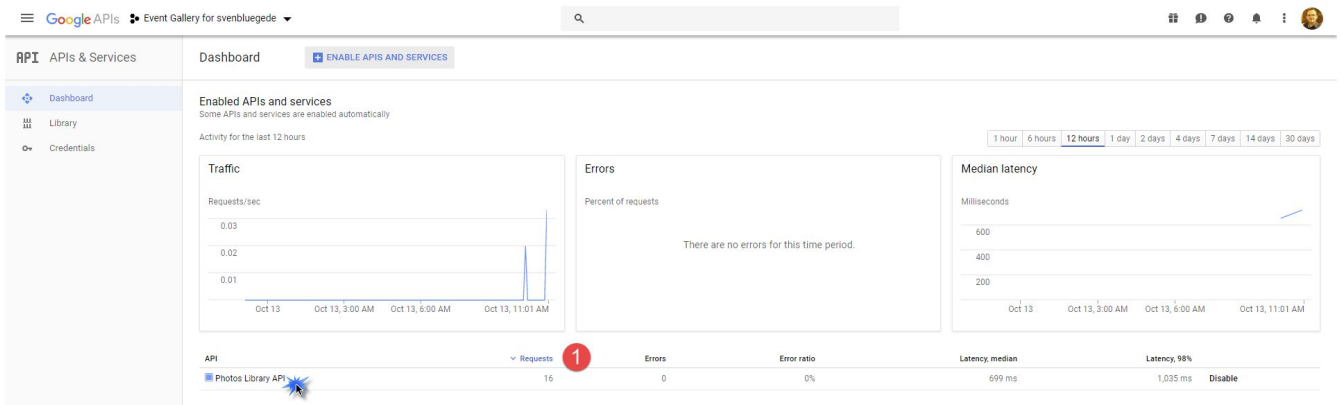 Google APIs Event Gallery for svenbluegede
API APIs & Services
Dashboard
ENABLE APIS AND SERVICES
Dashboard
Library
Credentials
Enabled APIs and services
Some APIs and services are enabled automatically
Activity for the last 12 hours
1 hour 6 hours 12 hours 1 day 2 days 4 days 7 days 14 days 30 days
Traffic
Requests/sec
0.03
0.02
0.01
Oct 13 Oct 13, 3:00 AM Oct 13, 6:00 AM Oct 13, 11:01 AM
Errors
Percent of requests
There are no errors for this time period.
Median latency
Milliseconds
600
400
200
Oct 13 Oct 13, 3:00 AM Oct 13, 6:00 AM Oct 13, 11:01 AM
API Requests 1 Errors Error ratio Latency, median Latency, 98%
Photos Library API 16 0 0% 699 ms 1,035 ms Disable